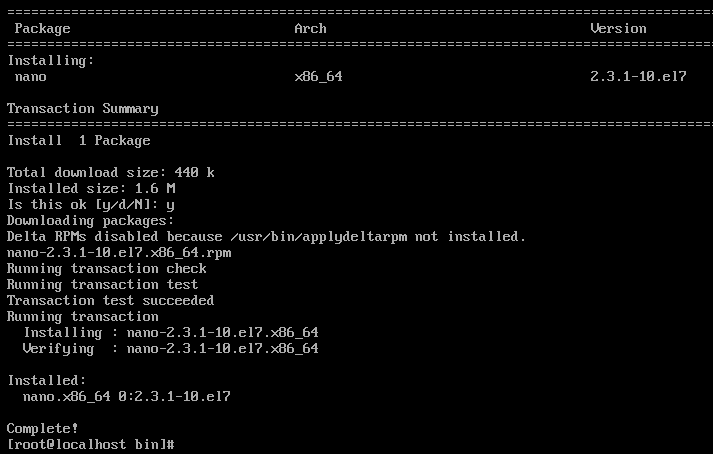 ================================================================================
Package Arch Version
================================================================================
Installing:
nano x86_64 2.3.1-10.el7
Transaction Summary
================================================================================
Install  1 Package
Total download size: 440 k
Installed size: 1.6 M
Is this ok [y/d/N]: y
Downloading packages:
Delta RPMs disabled because /usr/bin/applydeltarpm not installed.
nano-2.3.1-10.el7.x86_64.rpm
Running transaction check
Running transaction test
Transaction test succeeded
Running transaction
Installing : nano-2.3.1-10.el7.x86_64
Verifying  : nano-2.3.1-10.el7.x86_64
Installed:
nano.x86_64 0:2.3.1-10.el7
Complete!
[root@localhost bin]#